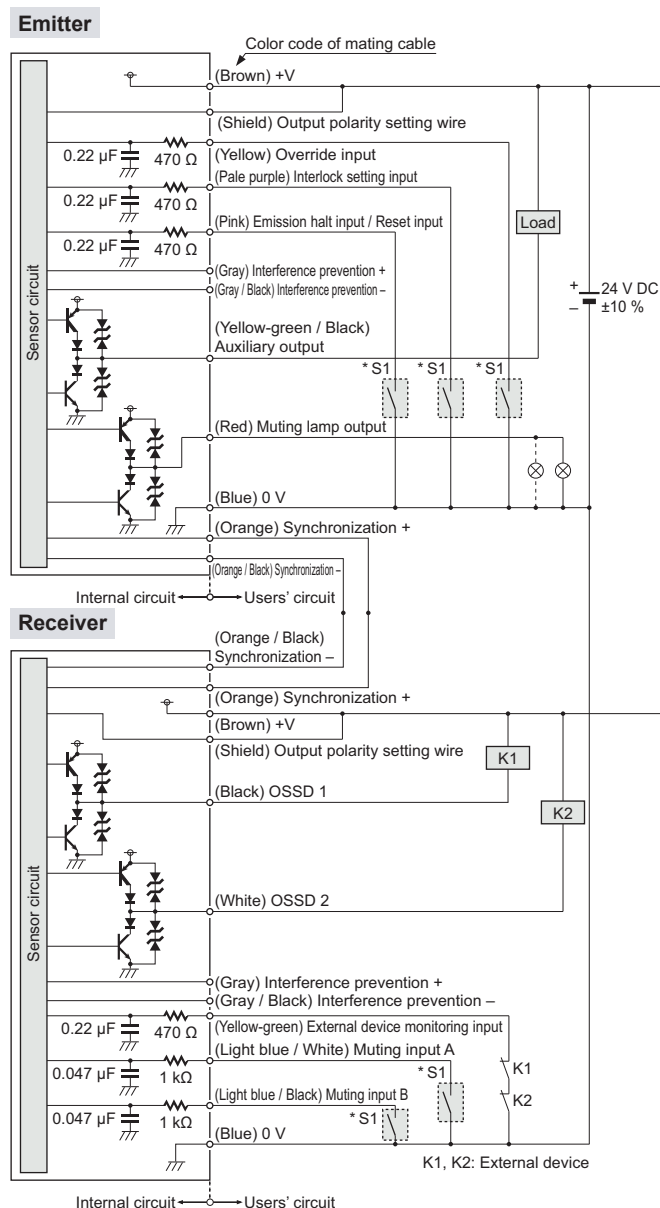 Emitter
Color code of mating cable
(Brown) +V
(Shield) Output polarity setting wire
0.22 µF
470 Ω
(Yellow) Override input
(Pale purple) Interlock setting input
0.22 µF
470 Ω
(Pink) Emission halt input / Reset input
0.22 µF
470 Ω
Load
(Gray) Interference prevention +
(Gray / Black) Interference prevention –
+
–
24 V DC
±10 %
Sensor circuit
(Yellow-green / Black)
Auxiliary output
* S1
* S1
* S1
(Red) Muting lamp output
(Blue) 0 V
(Orange) Synchronization +
(Orange / Black) Synchronization –
Internal circuit
Users' circuit
Receiver
(Orange / Black)
Synchronization –
(Orange) Synchronization +
(Brown) +V
(Shield) Output polarity setting wire
K1
(Black) OSSD 1
K2
(White) OSSD 2
Sensor circuit
(Gray) Interference prevention +
(Gray / Black) Interference prevention –
0.22 µF
470 Ω
(Yellow-green) External device monitoring input
(Light blue / White) Muting input A
0.047 µF
1 kΩ
* S1
K1
(Light blue / Black) Muting input B
0.047 µF
1 kΩ
* S1
K2
(Blue) 0 V
K1, K2: External device
Internal circuit
Users' circuit